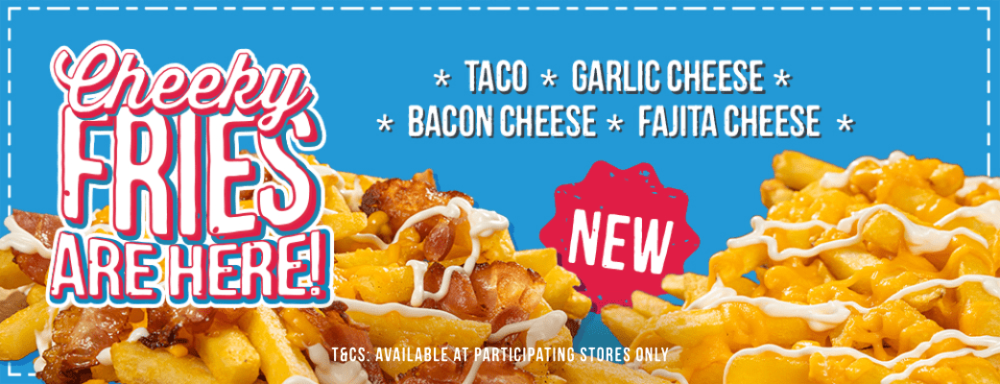 Cheeky
FRIES
ARE HERE!
* TACO * GARLIC CHEESE *
* BACON CHEESE * FAJITA CHEESE *
NEW
T&CS: AVAILABLE AT PARTICIPATING STORES ONLY